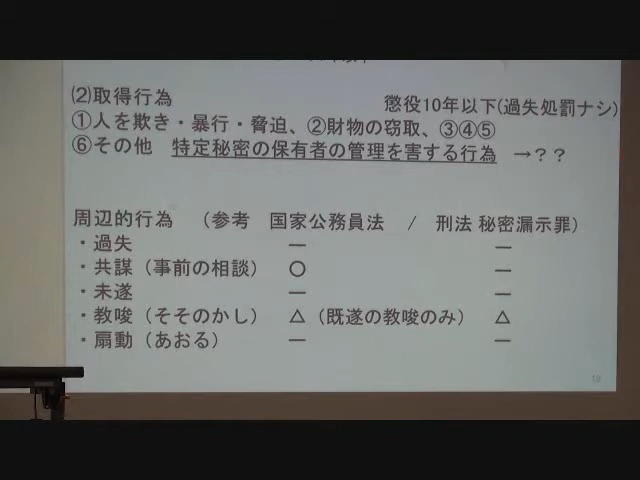 ⑵取得行為　　　　　　懲役10年以下(過失処罰ナシ)
①人を欺き・暴行・脅迫、②財物の窃取、③④⑤
⑥その他　特定秘密の保有者の管理を害する行為　→？？
周辺的行為　（参考　国家公務員法　/　刑法 秘密漏示罪）
・過失　　　　　　　　—　　　　　　　　　—
・共謀（事前の相談）　〇　　　　　　　　　—
・未遂　　　　　　　　—　　　　　　　　　—
・教唆（そそのかし）　△（既遂の教唆のみ）　△
・扇動（あおる）　　　—　　　　　　　　　—